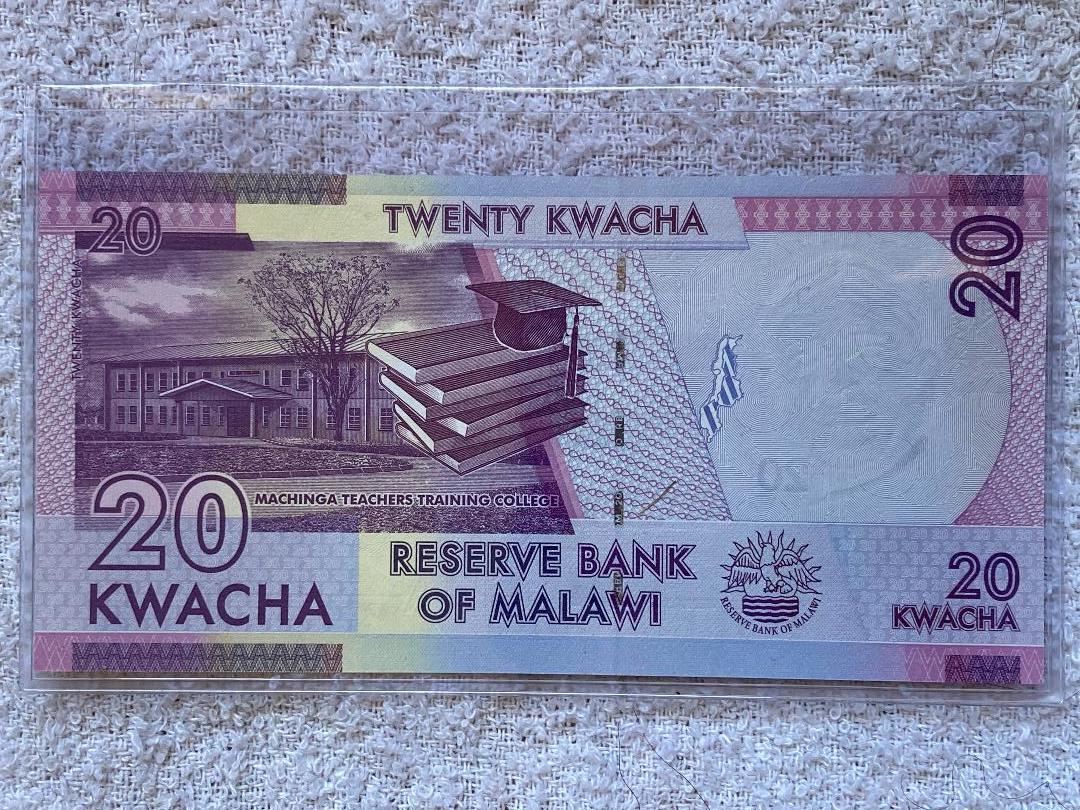 TWENTY KWACHA
20
20
TWENTY KWACHA
MACHINGA TEACHERS TRAINING COLLEGE
20
KWACHA
RESERVE BANK
OF MALAWI
RESERVE BANK OF MALAWI
20
KWACHA